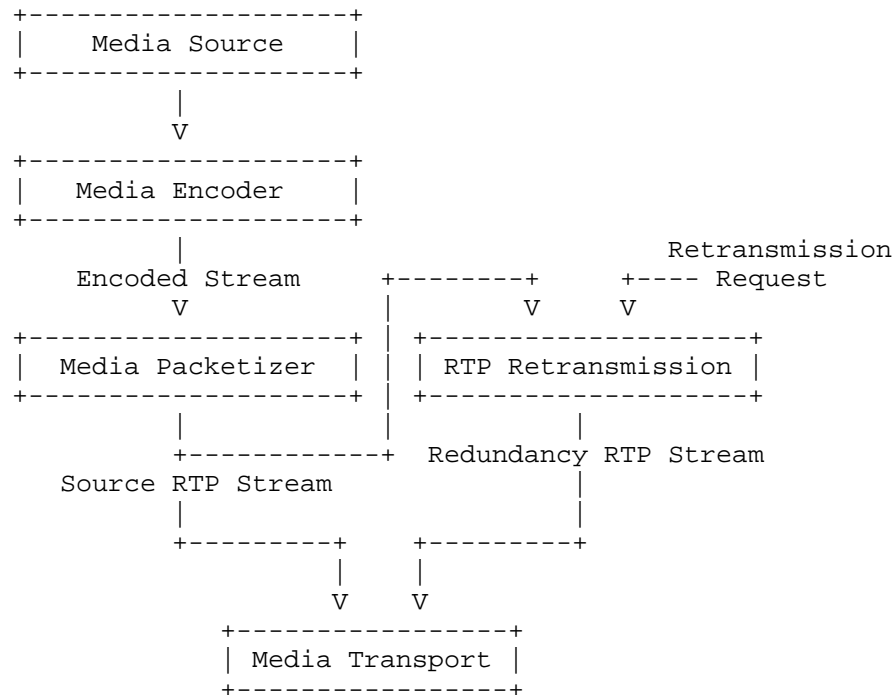 Media Source
Media Encoder
Retransmission
Encoded Stream
Request
V
V
V
V
Media Packetizer
RTP Retransmission
Redundancy RTP Stream
Source RTP Stream
V
V
Media Transport